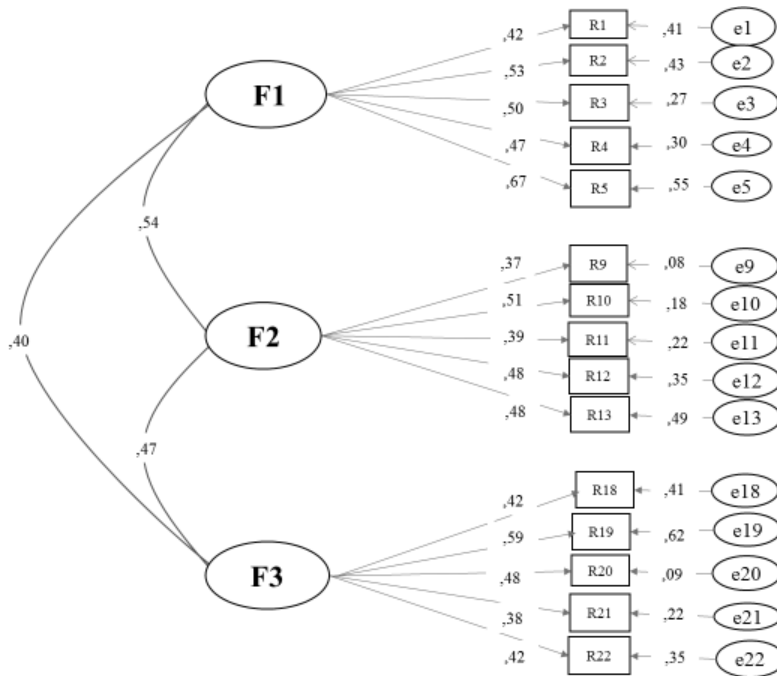 ,42 R1 ,41 e1
,53 R2 ,43 e2
F1
,50 R3 ,27 e3
,47 R4 ,30 e4
,67 R5 ,55 e5
,54
,37 R9 ,08 e9
,51 R10 ,18 e10
F2
,39 R11 ,22 e11
,40
,48 R12 ,35 e12
,48 R13 ,49 e13
,47
,42 R18 ,41 e18
,59 R19 ,62 e19
F3
,48 R20 ,09 e20
,38 R21 ,22 e21
,42 R22 ,35 e22